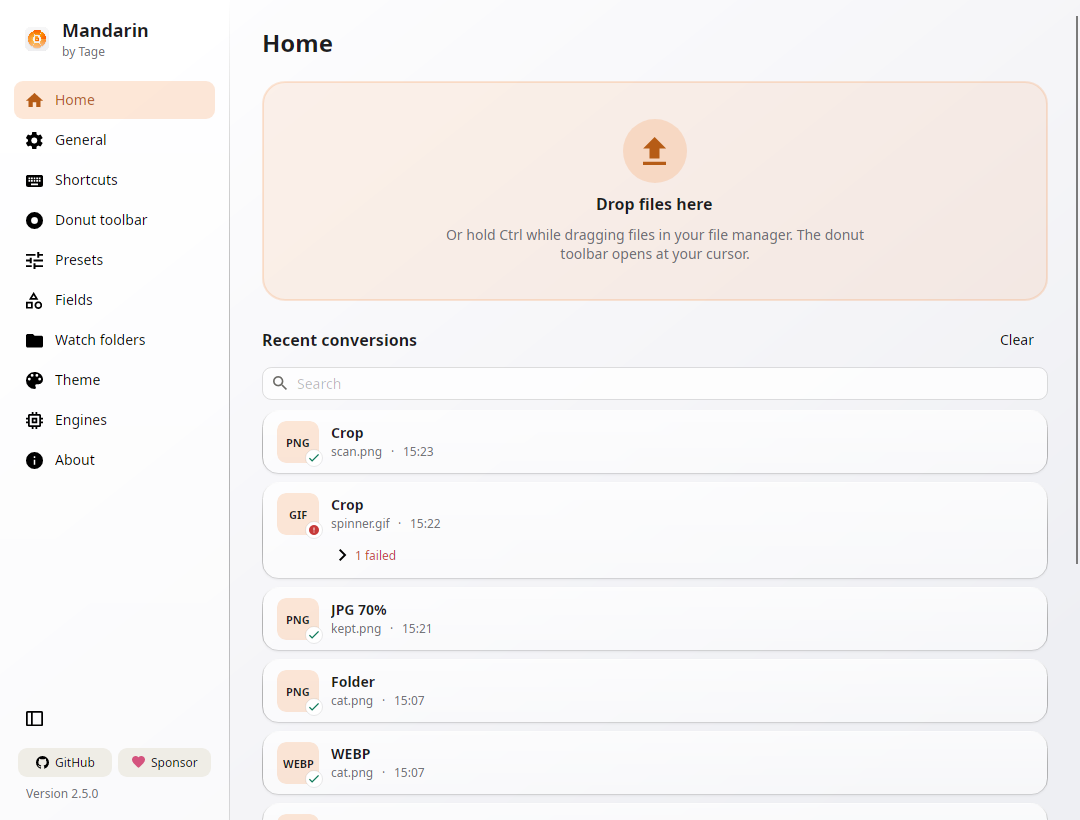 Mandarin
by Tage
Home
General
Shortcuts
Donut toolbar
Presets
Fields
Watch folders
Theme
Engines
About
GitHub
Sponsor
Version 2.5.0
Home
Drop files here
Or hold Ctrl while dragging files in your file manager. The donut
toolbar opens at your cursor.
Recent conversions
Clear
Search
PNG
Crop
scan.png · 15:23
GIF
Crop
spinner.gif · 15:22
1 failed
PNG
JPG 70%
kept.png · 15:21
PNG
Folder
cat.png · 15:07
WEBP
WEBP
cat.png · 15:07